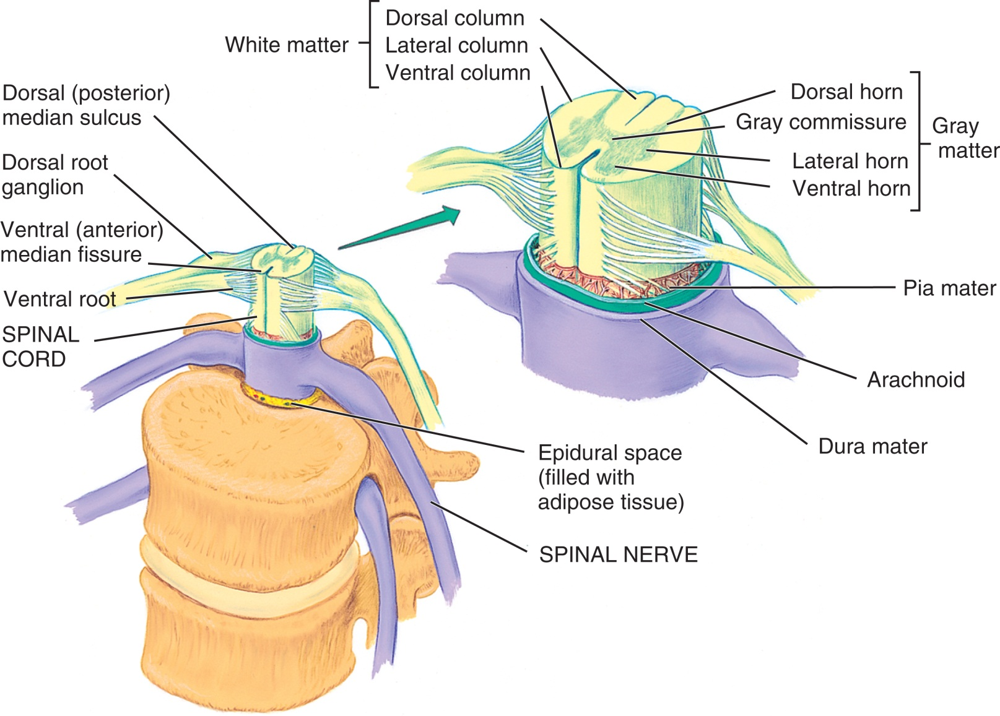 White matter
Dorsal column
Lateral column
Ventral column
Dorsal (posterior)
median sulcus
Dorsal root
ganglion
Ventral (anterior)
median fissure
Ventral root
SPINAL
CORD
Dorsal horn
Gray commissure
Lateral horn
Ventral horn
Gray
matter
Pia mater
Arachnoid
Dura mater
Epidural space
(filled with
adipose tissue)
SPINAL NERVE